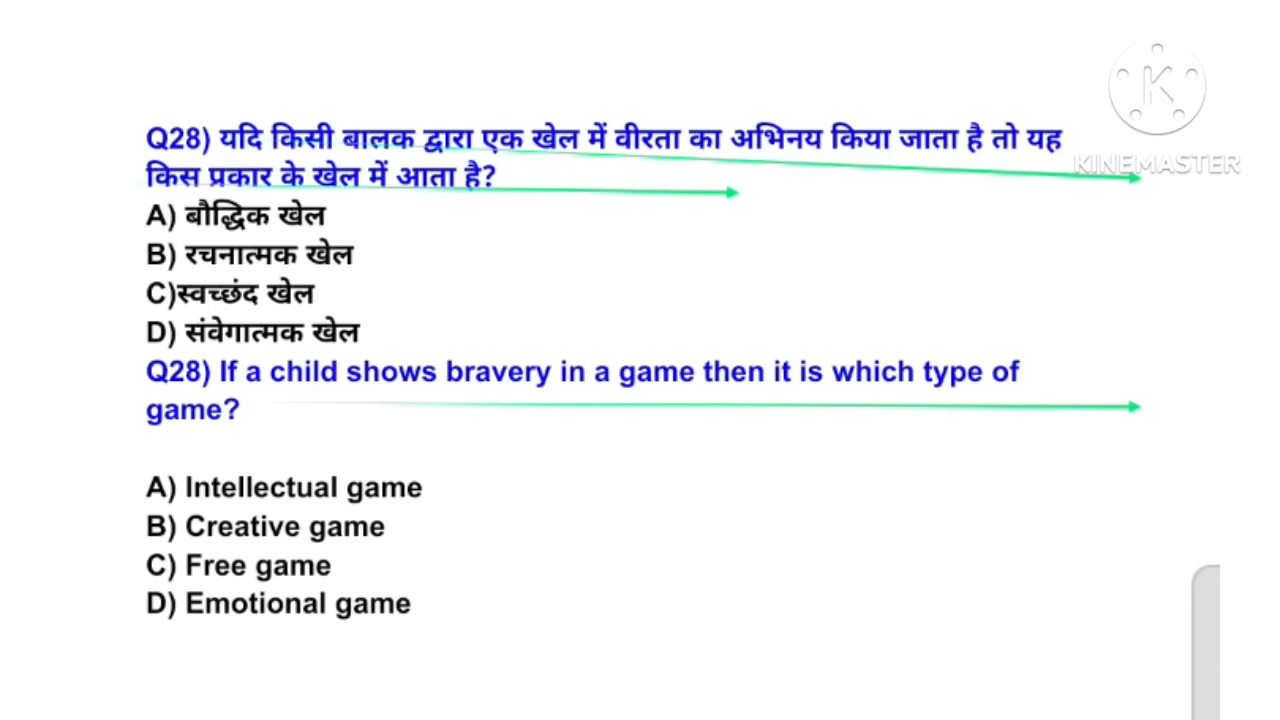 Q28) यदि किसी बालक द्वारा एक खेल में वीरता का अभिनय किया जाता है तो यह
किस प्रकार के खेल में आता है?
A) बौद्धिक खेल
B) रचनात्मक खेल
C)स्वच्छंद खेल
D) संवेगात्मक खेल
Q28) If a child shows bravery in a game then it is which type of
game?
A) Intellectual game
B) Creative game
C) Free game
D) Emotional game
K
KINEMASTER